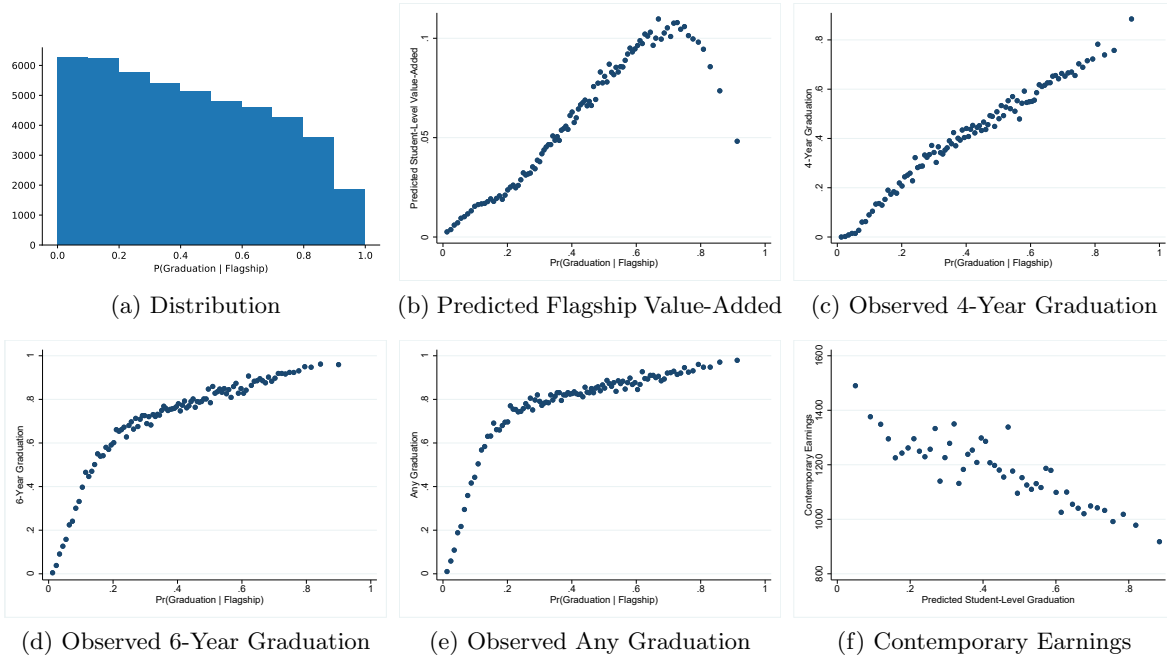 6000
5000
4000
3000
2000
1000
0
0.0 0.2 0.4 0.6 0.8 1.0
P(Graduation | Flagship)
(a) Distribution
Predicted Student-Level Value-Added
.1
.05
0
0 .2 .4 .6 .8 1
Pr(Graduation | Flagship)
(b) Predicted Flagship Value-Added
4-Year Graduation
.8
.6
.4
.2
0
0 .2 .4 .6 .8 1
Pr(Graduation | Flagship)
(c) Observed 4-Year Graduation
6-Year Graduation
1
.8
.6
.4
.2
0
0 .2 .4 .6 .8 1
Pr(Graduation | Flagship)
(d) Observed 6-Year Graduation
Any Graduation
1
.8
.6
.4
.2
0
0 .2 .4 .6 .8 1
Pr(Graduation | Flagship)
(e) Observed Any Graduation
Contemporary Earnings
1600
1400
1200
1000
800
0 .2 .4 .6 .8
Predicted Student-Level Graduation
(f) Contemporary Earnings